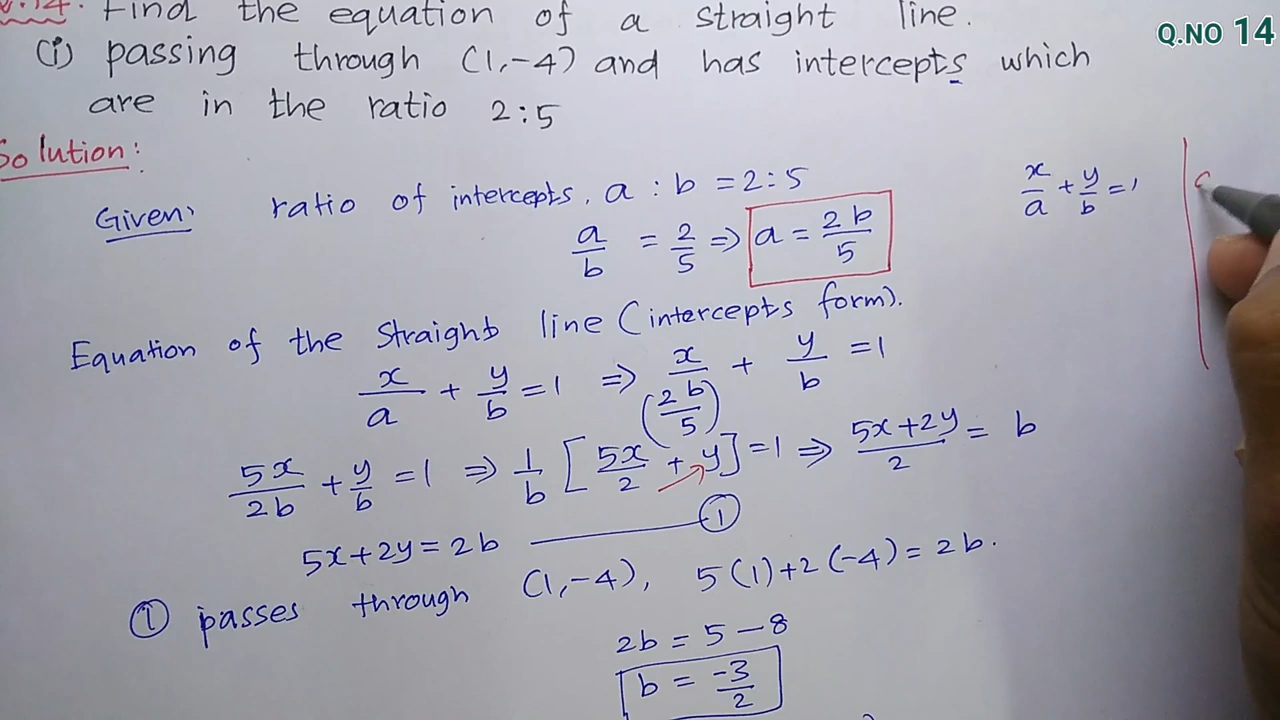 Find the equation of a straight line.
Q.NO 14
(i) passing through (1,-4) and has intercepts which
are in the ratio 2:5
Solution:
Given: ratio of intercepts, a : b = 2:5
x/a + y/b = 1
a/b = 2/5 ⇒ a = 2b/5
Equation of the straight line (intercepts form).
x/a + y/b = 1 ⇒ x/(2b/5) + y/b = 1
5x/2b + y/b = 1 ⇒ 1/b [5x/2 + y] = 1 ⇒ (5x+2y)/2 = b
5x+2y = 2b ——— ①
① passes through (1,-4), 5(1)+2(-4) = 2b.
2b = 5 - 8
b = -3/2